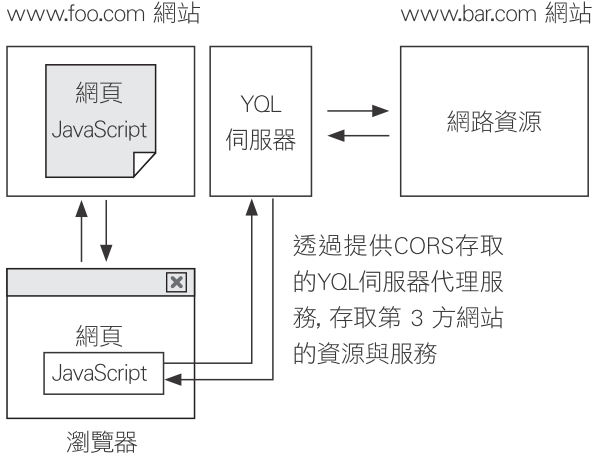 www.foo.com 網站
www.bar.com 網站
網頁
JavaScript
YQL
伺服器
網路資源
透過提供CORS存取
的YQL伺服器代理服
務, 存取第 3 方網站
的資源與服務
網頁
JavaScript
瀏覽器